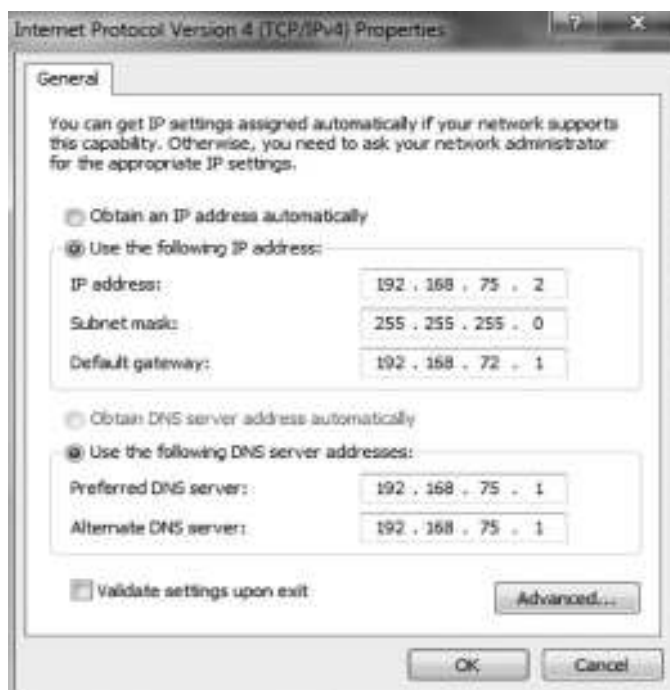 Internet Protocol Version 4 (TCP/IPv4) Properties
?
General
You can get IP settings assigned automatically if your network supports
this capability. Otherwise, you need to ask your network administrator
for the appropriate IP settings.
Obtain an IP address automatically
Use the following IP address:
IP address: 192 . 168 . 75 . 2
Subnet mask: 255 . 255 . 255 . 0
Default gateway: 192 . 168 . 72 . 1
Obtain DNS server address automatically
Use the following DNS server addresses:
Preferred DNS server: 192 . 168 . 75 . 1
Alternate DNS server: 192 . 168 . 75 . 1
Validate settings upon exit
Advanced...
OK Cancel